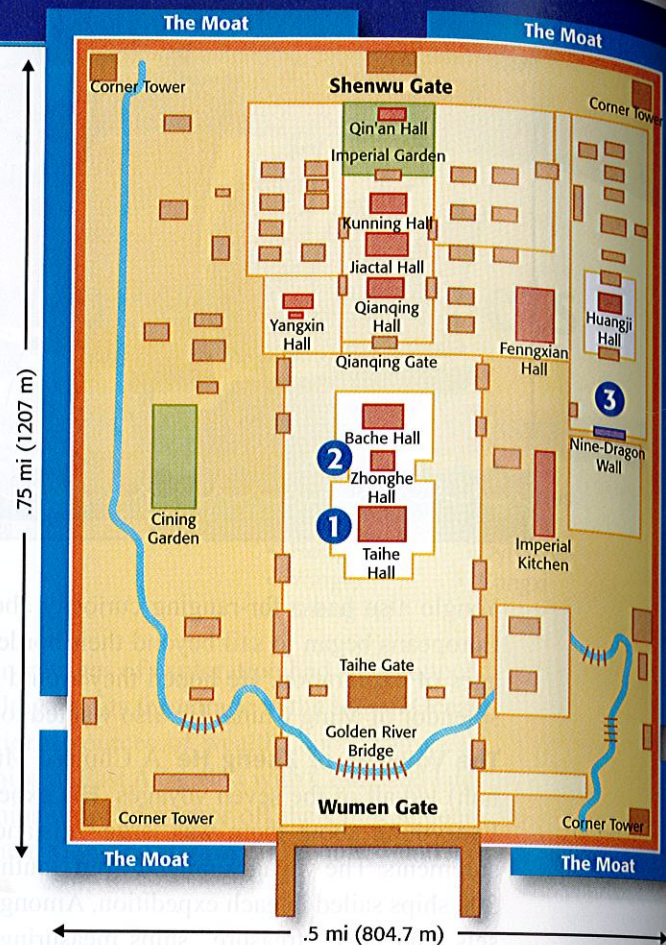 The Moat
The Moat
Corner Tower
Shenwu Gate
Corner Tower
Qin'an Hall
Imperial Garden
Kunning Hall
Jiactal Hall
Qianqing
Hall
Yangxin
Hall
Huangji
Hall
Fenngxian
Hall
Qianqing Gate
.75 mi (1207 m)
3
Bache Hall
Nine-Dragon
Wall
2
Zhonghe
Hall
1
Taihe
Hall
Cining
Garden
Imperial
Kitchen
Taihe Gate
Golden River
Bridge
Wumen Gate
Corner Tower
Corner Tower
The Moat
The Moat
.5 mi (804.7 m)